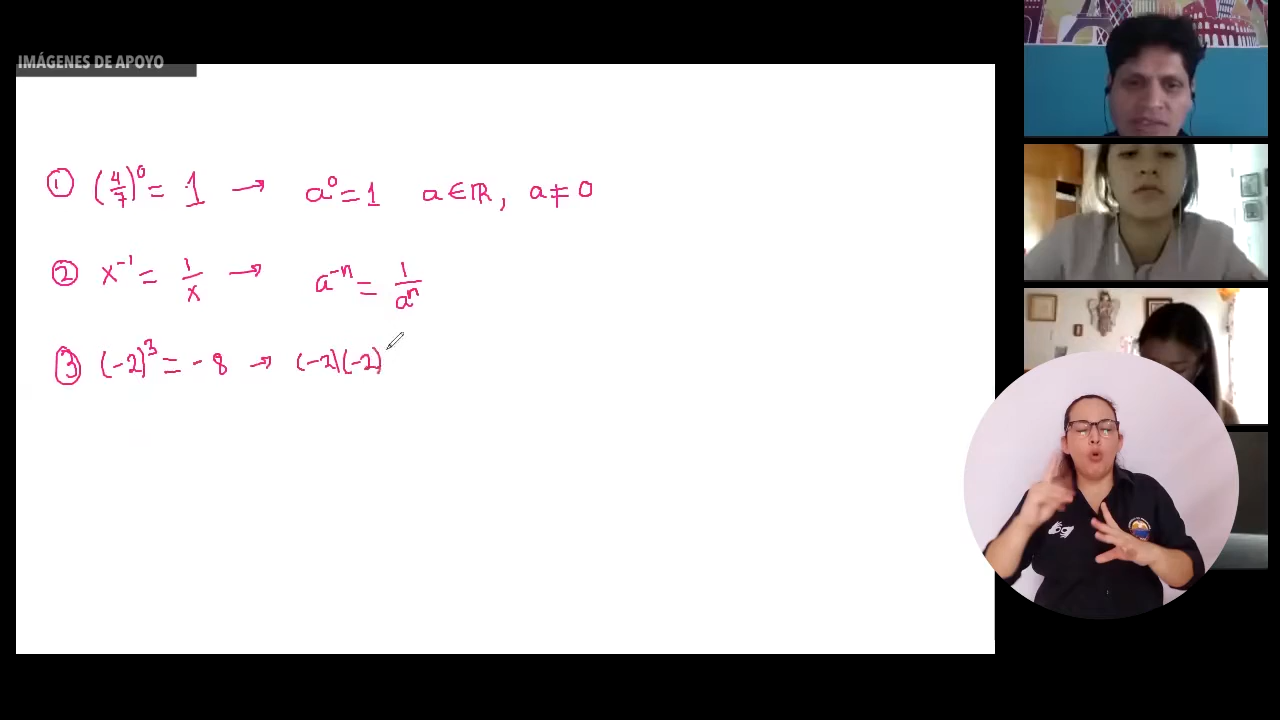 IMÁGENES DE APOYO
① (4/7)⁰ = 1 → a⁰ = 1 a ∈ ℝ, a ≠ 0
② x⁻¹ = 1/x → a⁻ⁿ = 1/aⁿ
③ (-2)³ = -8 → (-2)(-2)